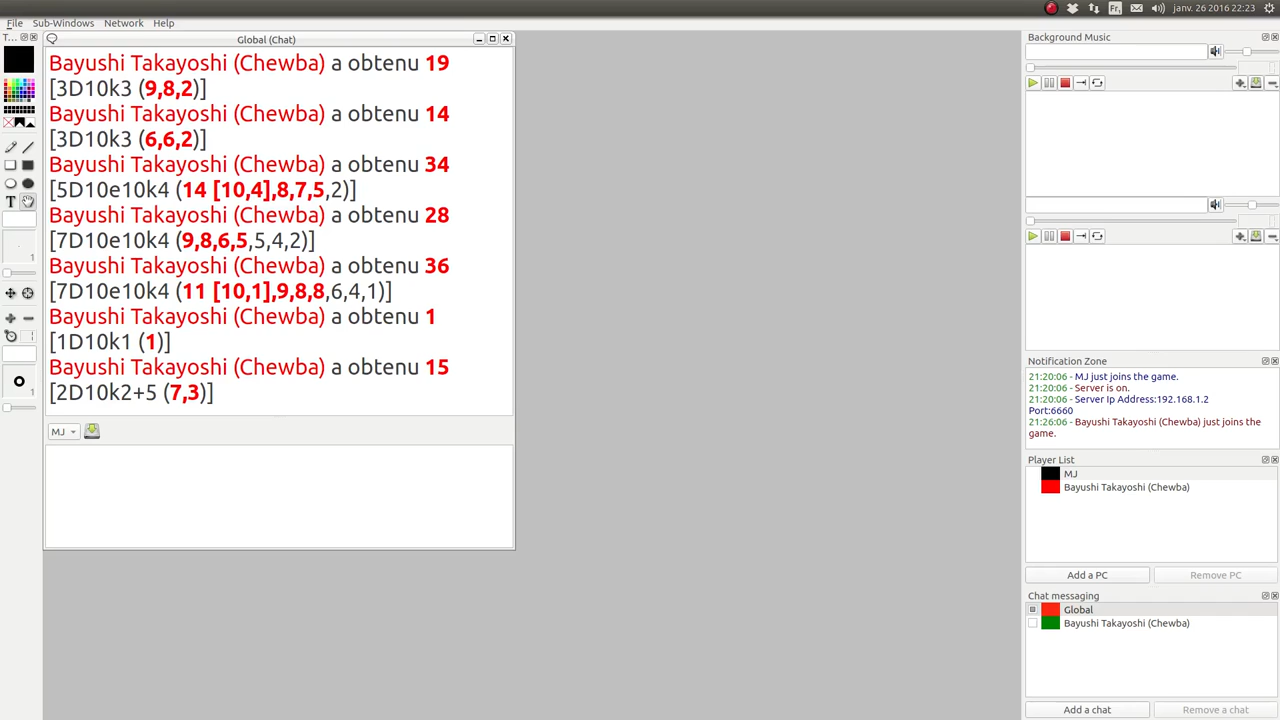 Fr₁ janv. 26 2016 22:23
File Sub-Windows Network Help
T...
Global (Chat)
Bayushi Takayoshi (Chewba) a obtenu 19
[3D10k3 (9,8,2)]
Bayushi Takayoshi (Chewba) a obtenu 14
[3D10k3 (6,6,2)]
Bayushi Takayoshi (Chewba) a obtenu 34
[5D10e10k4 (14 [10,4],8,7,5,2)]
Bayushi Takayoshi (Chewba) a obtenu 28
[7D10e10k4 (9,8,6,5,5,4,2)]
Bayushi Takayoshi (Chewba) a obtenu 36
[7D10e10k4 (11 [10,1],9,8,8,6,4,1)]
Bayushi Takayoshi (Chewba) a obtenu 1
[1D10k1 (1)]
Bayushi Takayoshi (Chewba) a obtenu 15
[2D10k2+5 (7,3)]
MJ
T
1
1
Background Music
Notification Zone
21:20:06 - MJ just joins the game.
21:20:06 - Server is on.
21:20:06 - Server Ip Address:192.168.1.2
Port:6660
21:26:06 - Bayushi Takayoshi (Chewba) just joins the
game.
Player List
MJ
Bayushi Takayoshi (Chewba)
Add a PC Remove PC
Chat messaging
Global
Bayushi Takayoshi (Chewba)
Add a chat Remove a chat